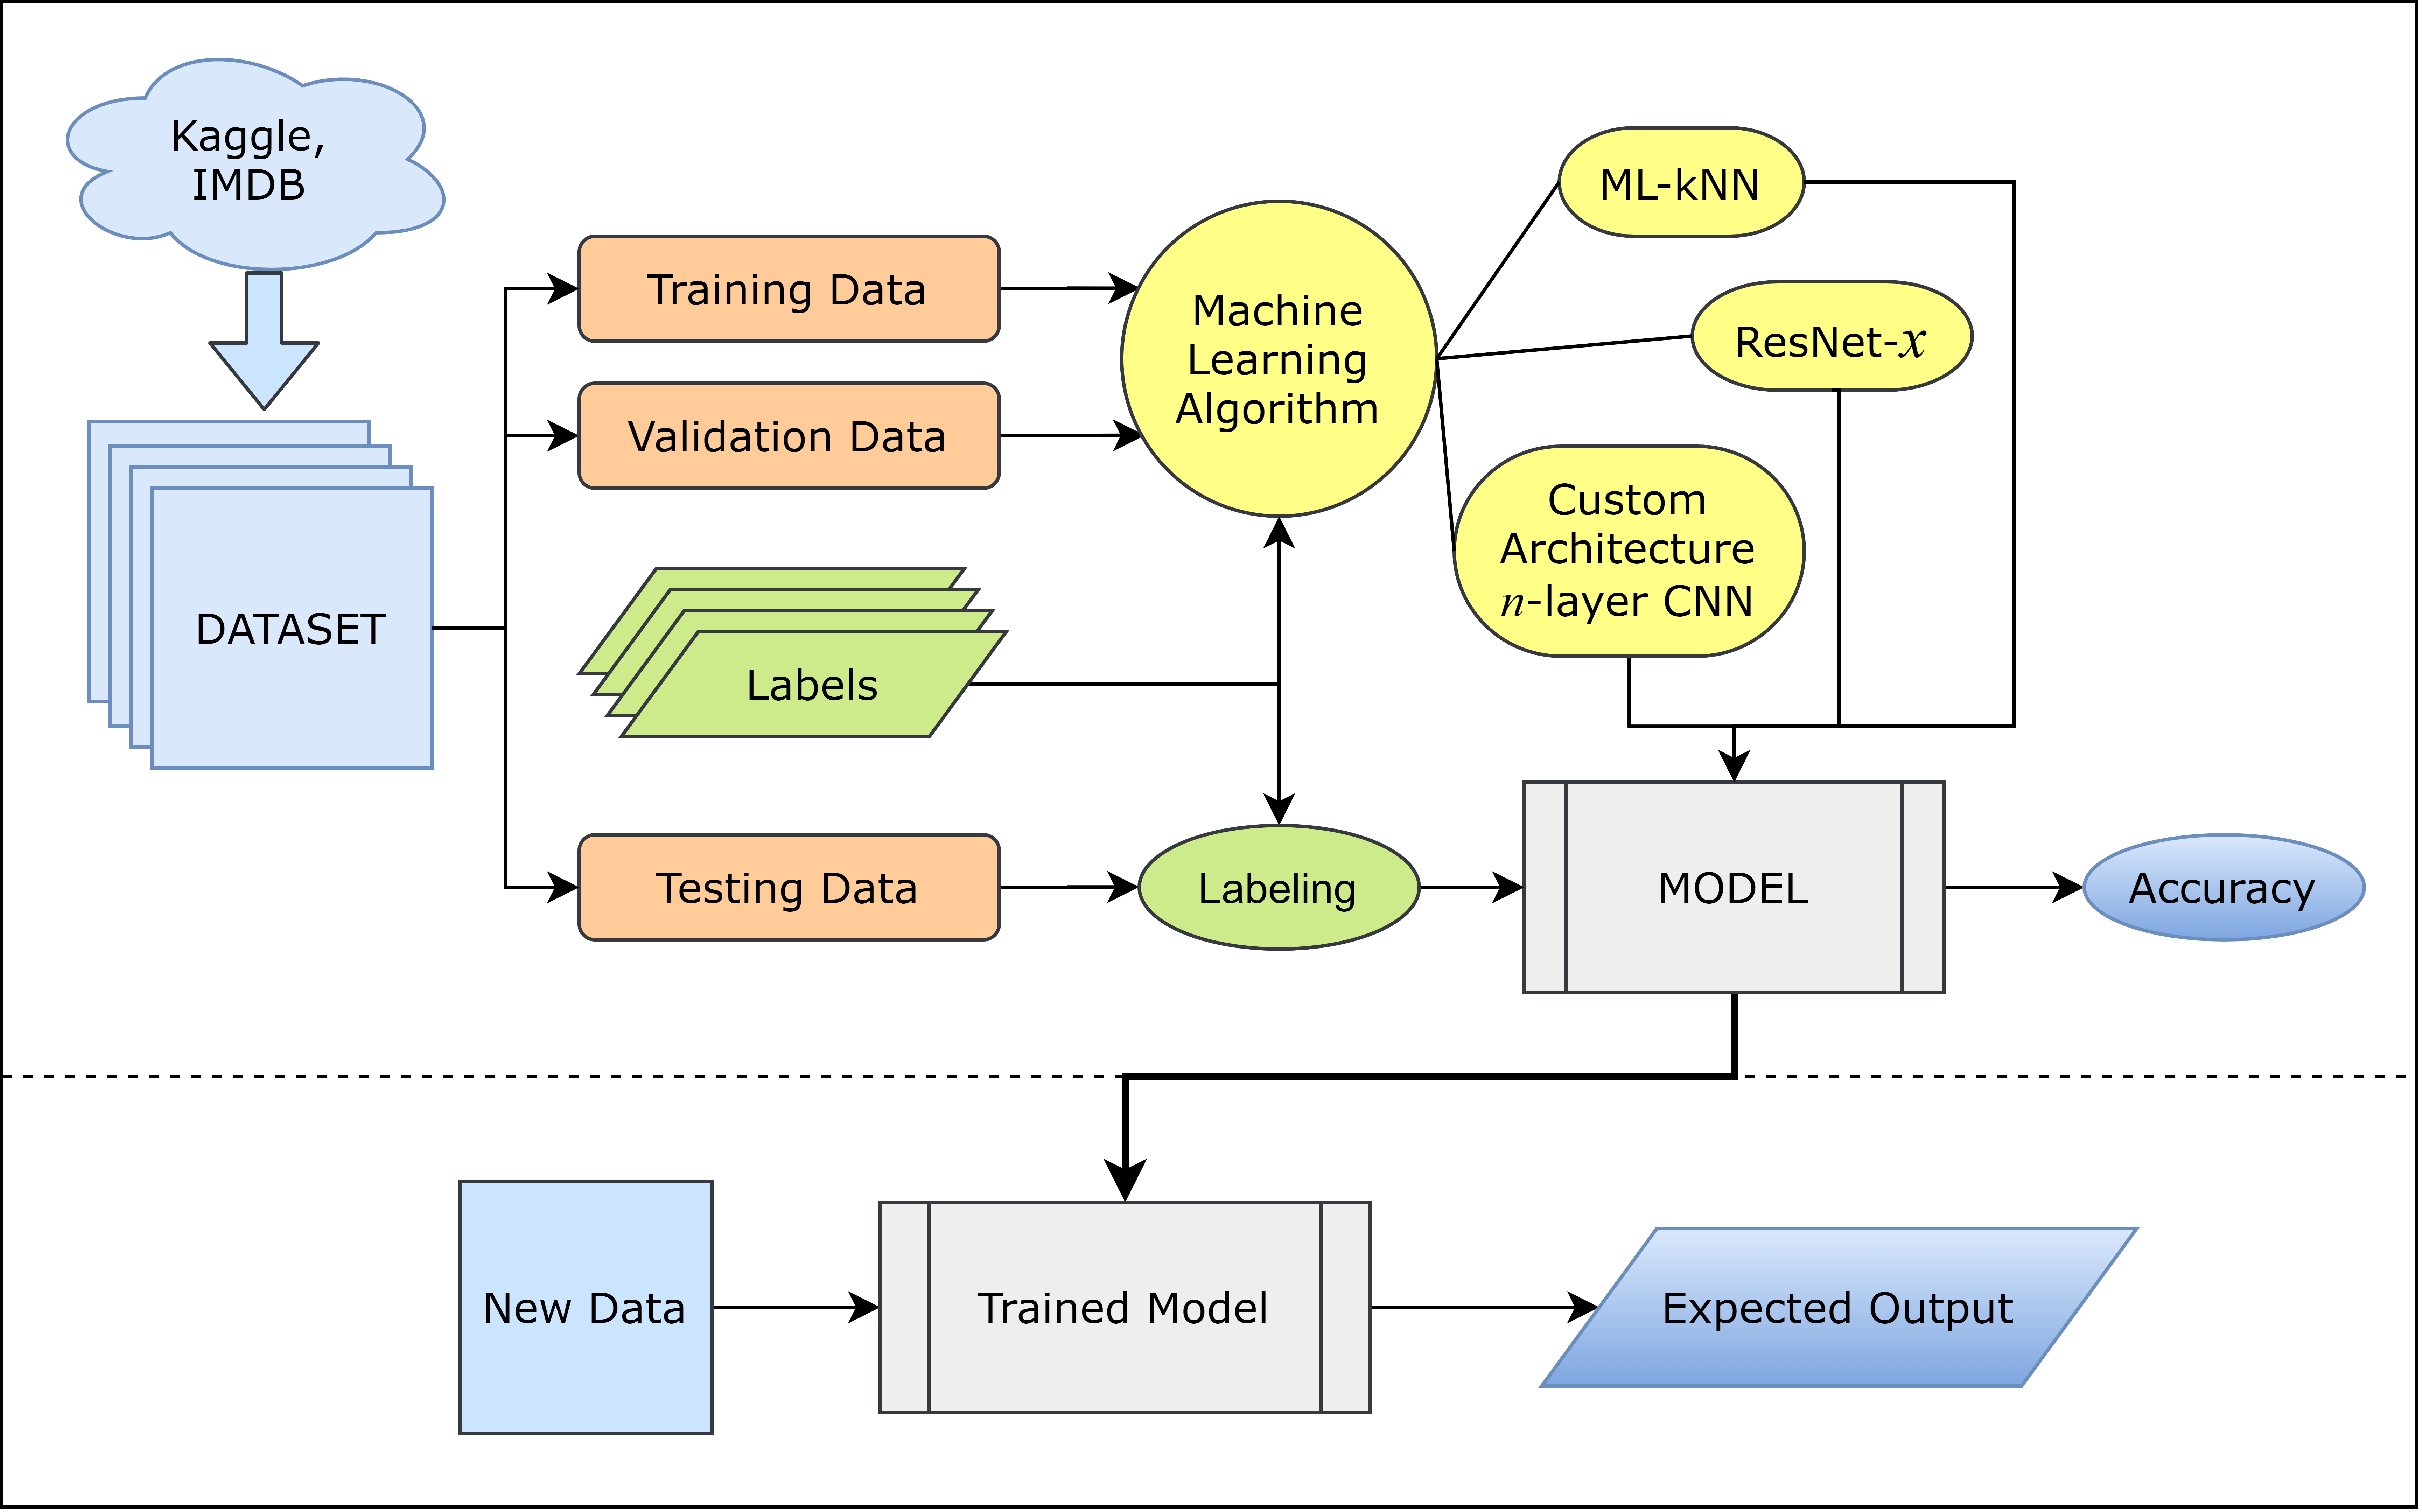 Kaggle,
IMDB
DATASET
Training Data
Validation Data
Labels
Testing Data
Machine
Learning
Algorithm
Labeling
ML-kNN
ResNet-x
Custom
Architecture
n-layer CNN
MODEL
Accuracy
New Data
Trained Model
Expected Output